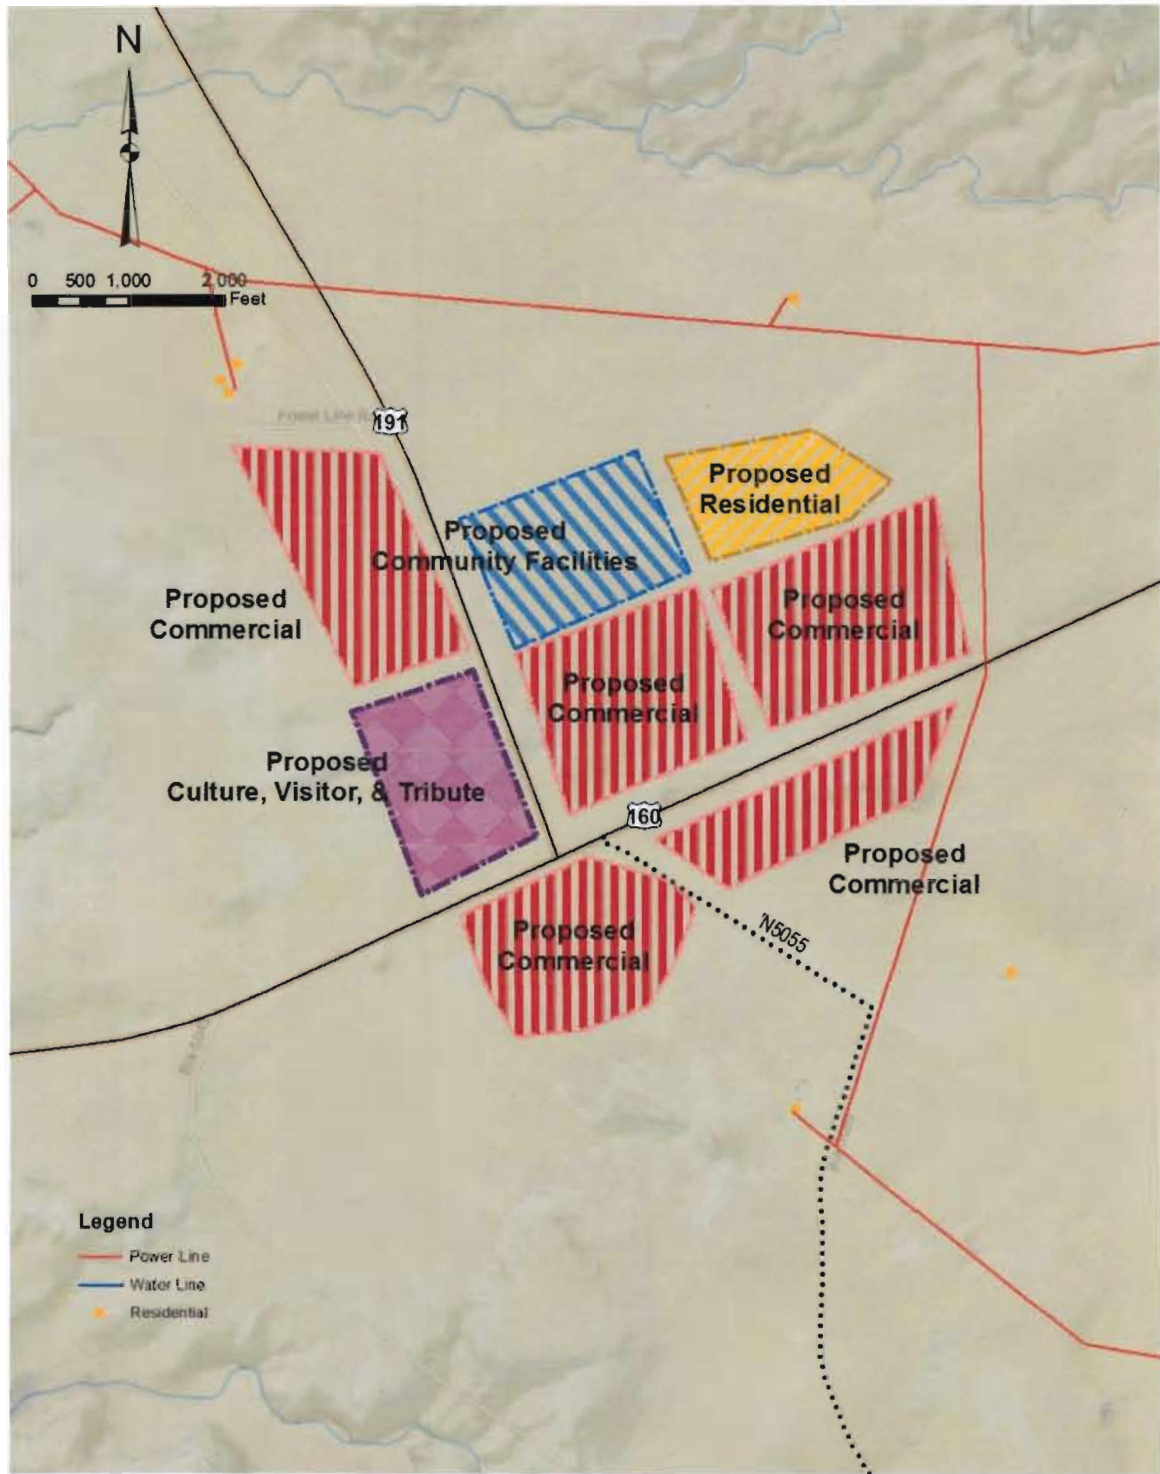 N
0 500 1,000 2,000
Feet
191
Proposed
Residential
Proposed
Community Facilities
Proposed
Commercial
Proposed
Commercial
Proposed
Commercial
Proposed
Culture, Visitor, & Tribute
160
Proposed
Commercial
Proposed
Commercial
'N5055
Legend
Power Line
Water Line
Residential